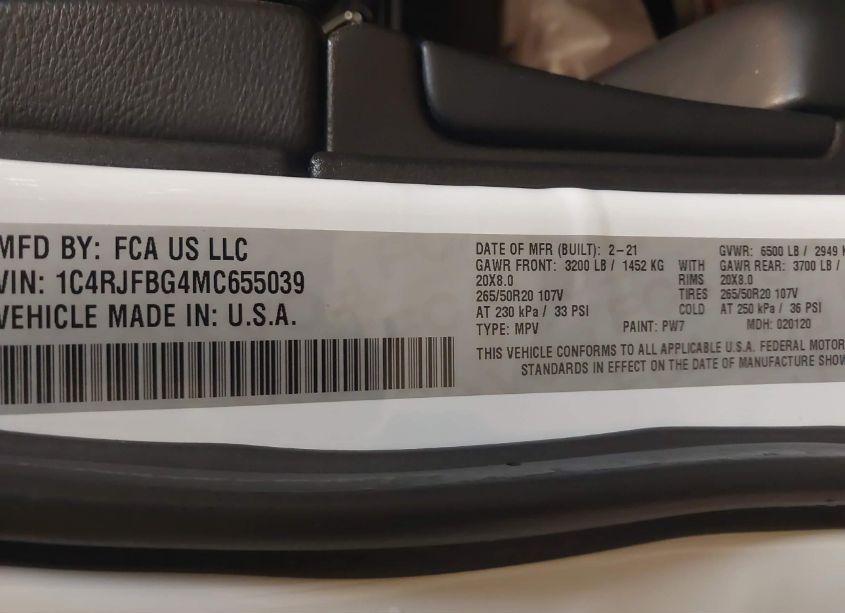 MFD BY: FCA US LLC
VIN: 1C4RJFBG4MC655039
VEHICLE MADE IN: U.S.A.
DATE OF MFR (BUILT): 2-21 GVWR: 6500 LB / 2949
GAWR FRONT: 3200 LB / 1452 KG WITH GAWR REAR: 3700 LB /
20X8.0 RIMS 20X8.0
265/50R20 107V TIRES 265/50R20 107V
AT 230 kPa / 33 PSI COLD AT 250 kPa / 36 PSI
TYPE: MPV PAINT: PW7 MDH: 020120
THIS VEHICLE CONFORMS TO ALL APPLICABLE U.S.A. FEDERAL MOTOR
STANDARDS IN EFFECT ON THE DATE OF MANUFACTURE SHOW